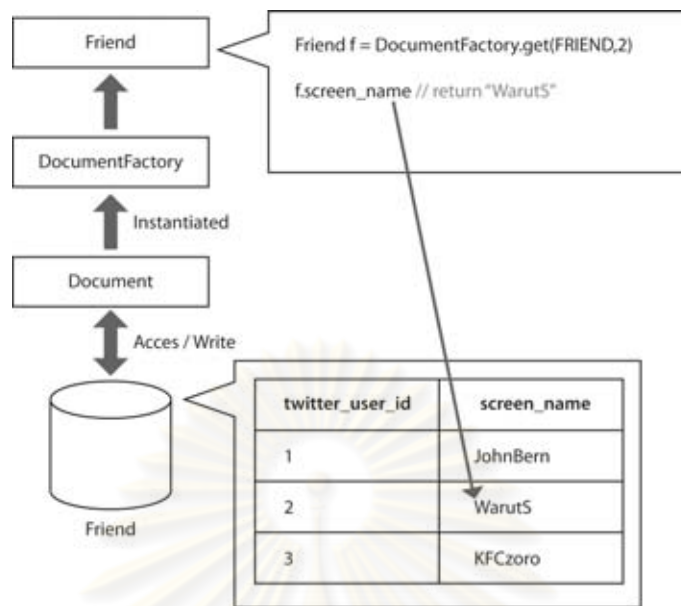 Friend
Friend f = DocumentFactory.get(FRIEND,2)
f.screen_name // return "WarutS"
DocumentFactory
Instantiated
Document
Acces / Write
twitter_user_id screen_name
1 JohnBern
2 WarutS
3 KFCzoro
Friend